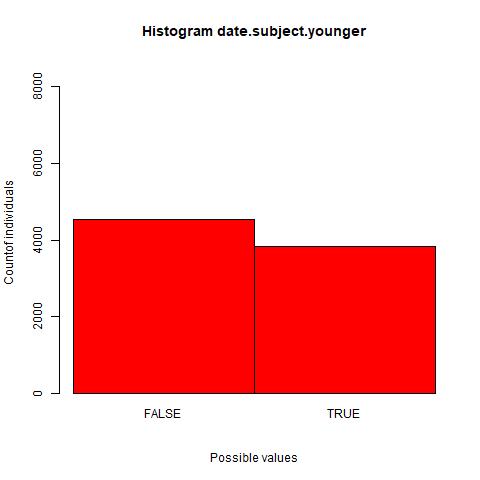 Histogram date.subject.younger
8000
6000
4000
2000
0
Countof individuals
FALSE TRUE
Possible values